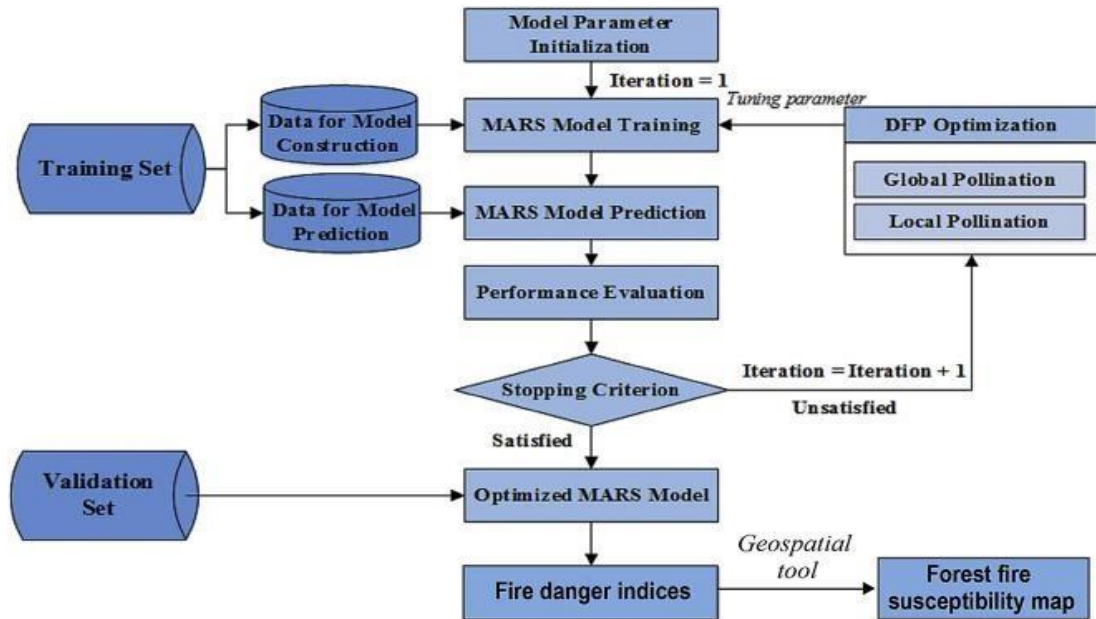 Model Parameter
Initialization
Iteration = 1
Tuning parameter
Data for Model
Construction
MARS Model Training
DFP Optimization
Training Set
Global Pollination
Local Pollination
Data for Model
Prediction
MARS Model Prediction
Performance Evaluation
Stopping Criterion
Iteration = Iteration + 1
Unsatisfied
Satisfied
Validation
Set
Optimized MARS Model
Geospatial
tool
Fire danger indices
Forest fire
susceptibility map